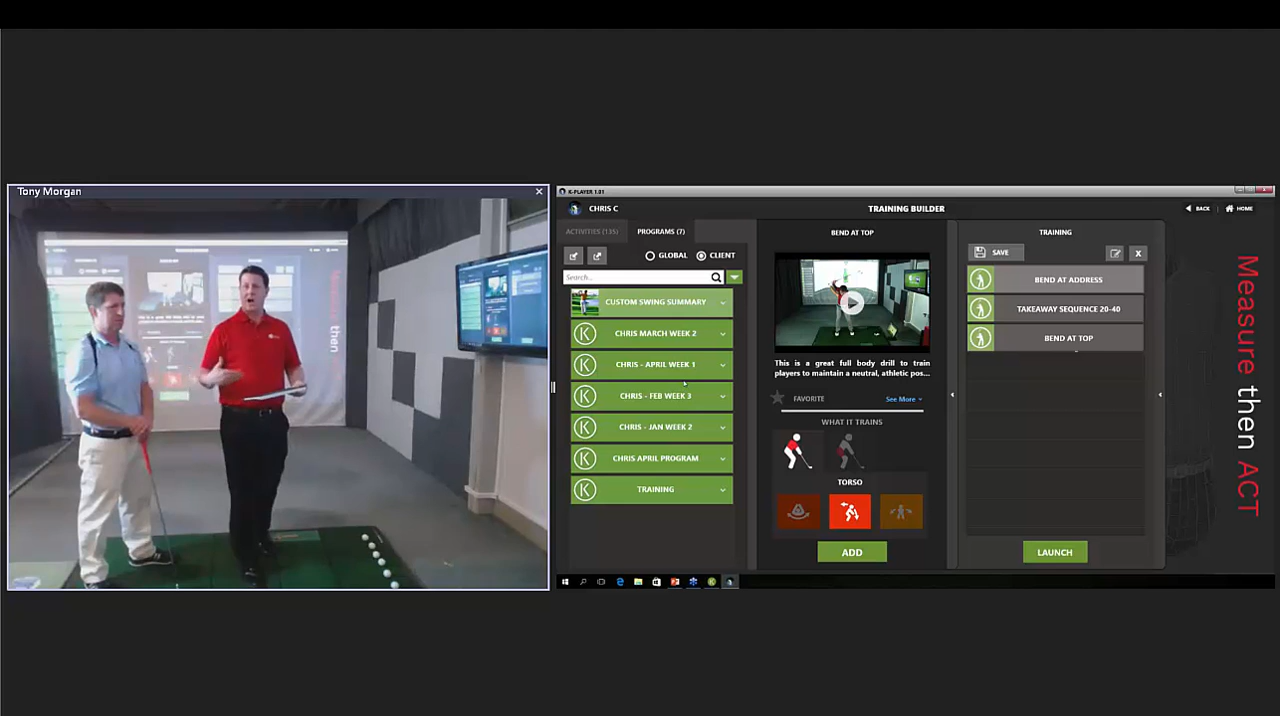 Tony Morgan
K-PLAYER 1.01
CHRIS C
TRAINING BUILDER
BACK
HOME
ACTIVITIES (135)
PROGRAMS (7)
GLOBAL
CLIENT
Search...
CUSTOM SWING SUMMARY
CHRIS MARCH WEEK 2
CHRIS - APRIL WEEK 1
CHRIS - FEB WEEK 3
CHRIS - JAN WEEK 2
CHRIS APRIL PROGRAM
TRAINING
BEND AT TOP
This is a great full body drill to train
players to maintain a neutral, athletic pos...
FAVORITE
See More
WHAT IT TRAINS
TORSO
ADD
TRAINING
SAVE
BEND AT ADDRESS
TAKEAWAY SEQUENCE 20-40
BEND AT TOP
LAUNCH
Measure then ACT